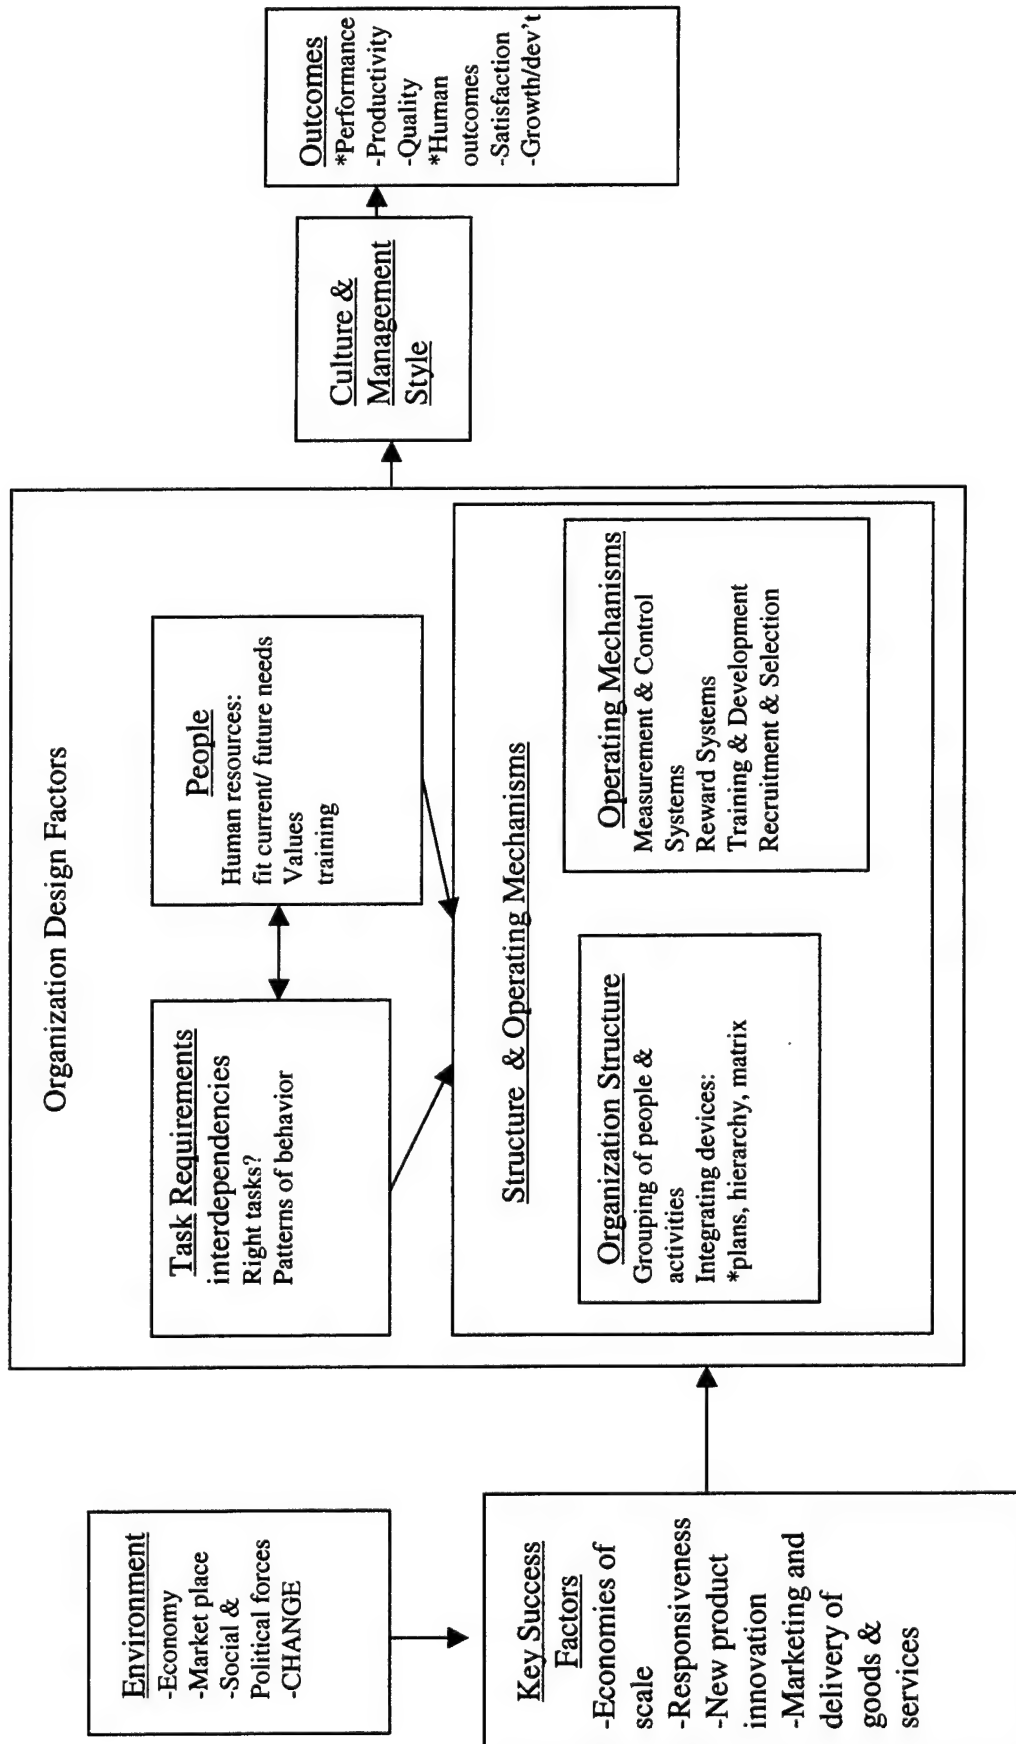 Environment
-Economy
-Market place
-Social &
Political forces
-CHANGE
Key Success
Factors
-Economies of
scale
-Responsiveness
-New product
innovation
-Marketing and
delivery of
goods &
services
Organization Design Factors
Task Requirements
interdependencies
Right tasks?
Patterns of behavior
People
Human resources:
fit current/ future needs
Values
training
Structure & Operating Mechanisms
Organization Structure
Grouping of people &
activities
Integrating devices:
*plans, hierarchy, matrix
Operating Mechanisms
Measurement & Control
Systems
Reward Systems
Training & Development
Recruitment & Selection
Culture &
Management
Style
Outcomes
*Performance
-Productivity
-Quality
*Human
outcomes
-Satisfaction
-Growth/dev't